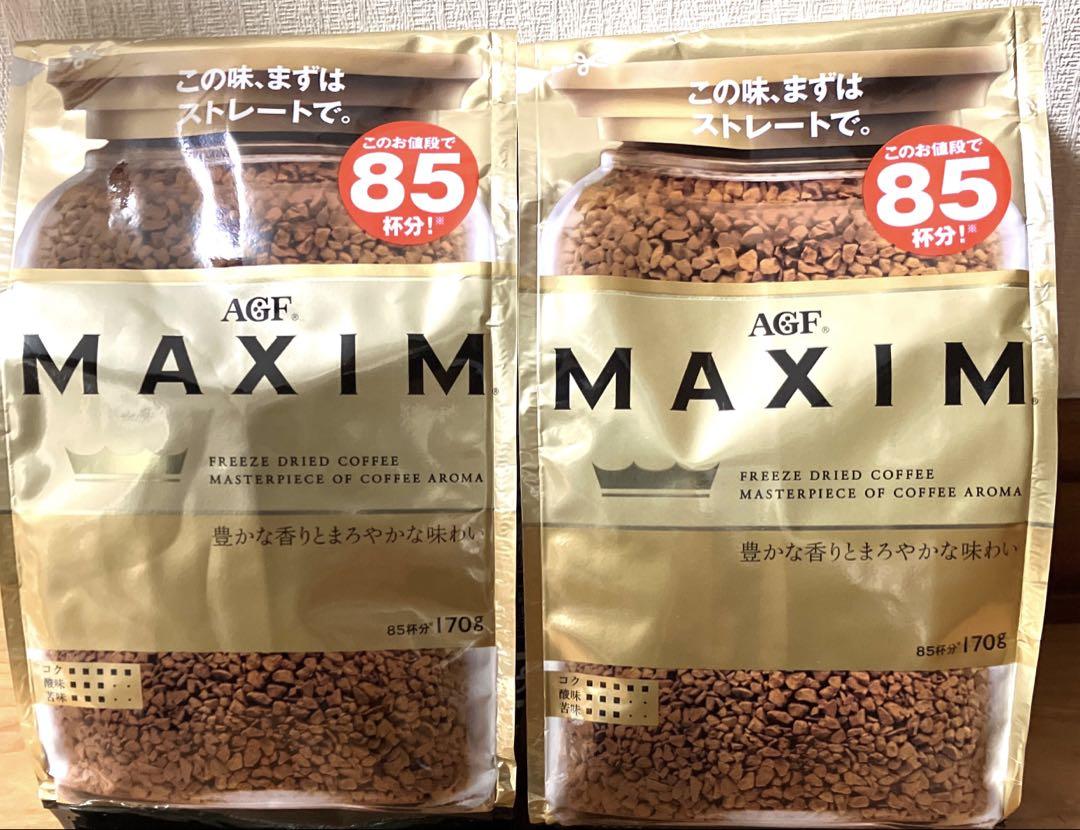 この味、まずは
ストレートで。
このお値段で
85
杯分!※
AGF®
MAXIM®
FREEZE DRIED COFFEE
MASTERPIECE OF COFFEE AROMA
豊かな香りとまろやかな味わい
85杯分※170g
コク
酸味
苦味
この味、まずは
ストレートで。
このお値段で
85
杯分!※
AGF®
MAXIM®
FREEZE DRIED COFFEE
MASTERPIECE OF COFFEE AROMA
豊かな香りとまろやかな味わい
85杯分※170g
コク
酸味
苦味